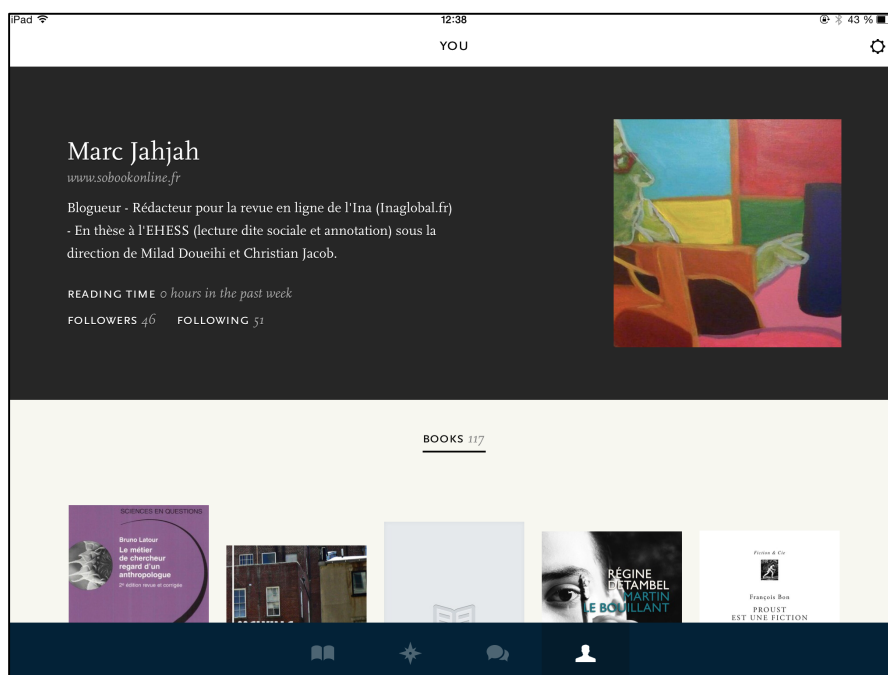 iPad 12:38 43 %
YOU
Marc Jahjah
www.sobookonline.fr
Blogueur - Rédacteur pour la revue en ligne de l'Ina (Inaglobal.fr)
- En thèse à l'EHESS (lecture dite sociale et annotation) sous la
direction de Milad Doueihi et Christian Jacob.
READING TIME 0 hours in the past week
FOLLOWERS 46 FOLLOWING 51
BOOKS 117
SCIENCES EN QUESTIONS
Bruno Latour
Le métier
de chercheur
regard d'un
anthropologue
2e édition revue et corrigée
RÉGINE
DETAMBEL
MARTIN
LE BOUILLANT
Fiction & Cie
François Bon
PROUST
EST UNE FICTION